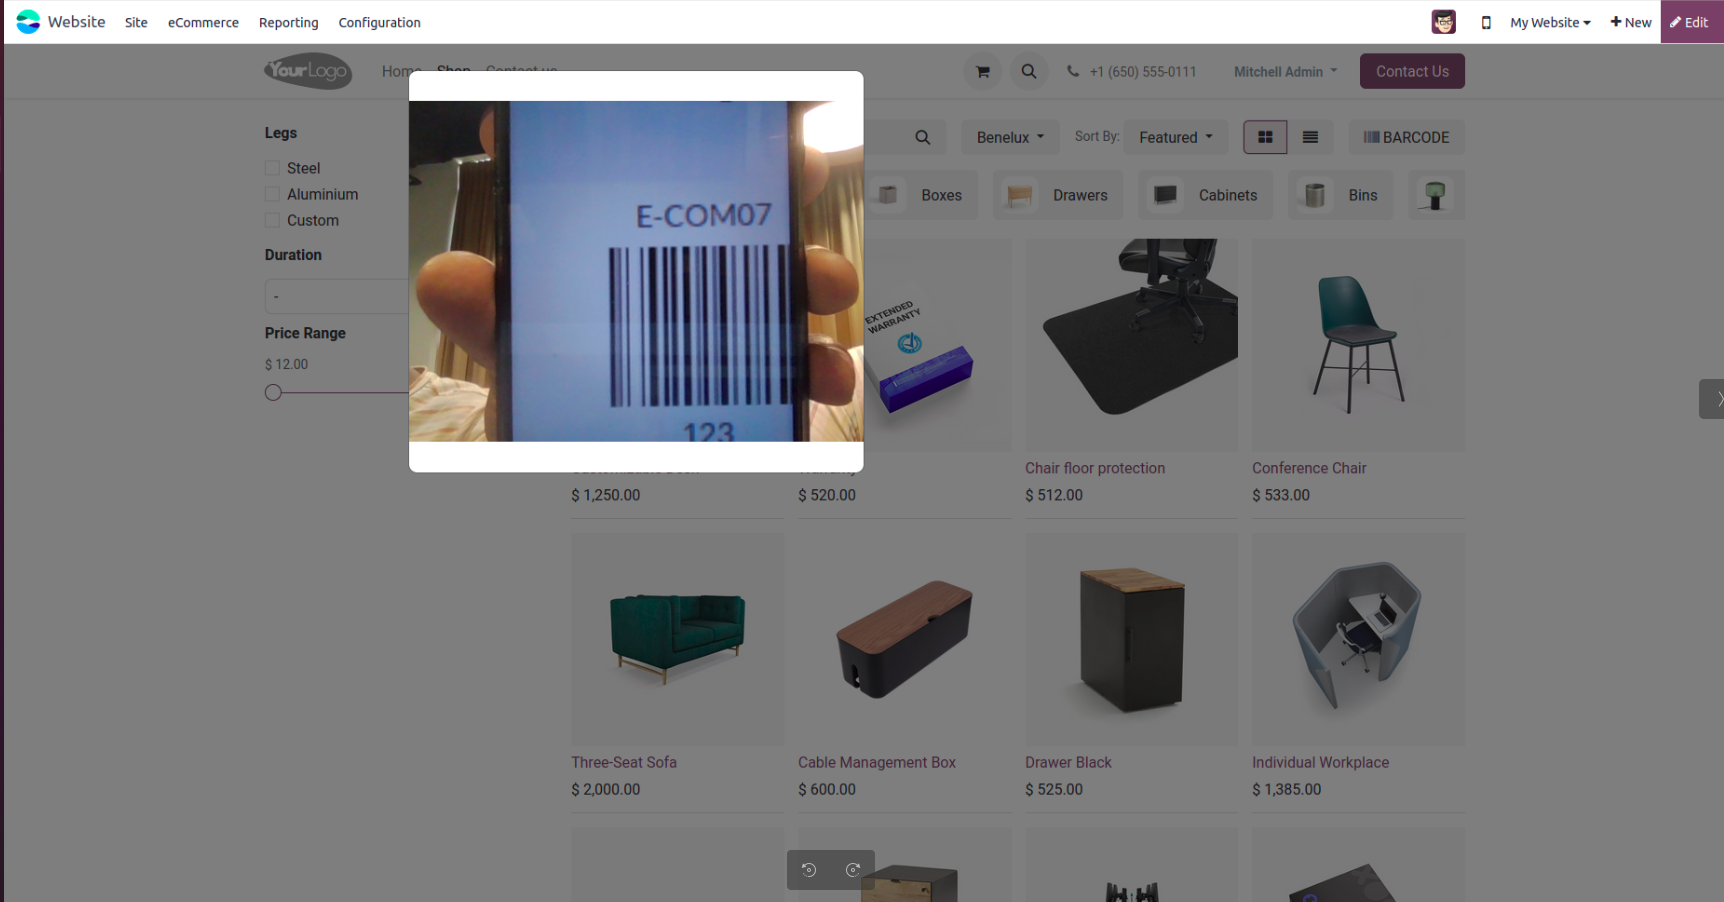 Website Site eCommerce Reporting Configuration My Website New Edit
YourLogo Home Shop Contact us +1 (650) 555-0111 Mitchell Admin Contact Us
Legs
Steel
Aluminium
Custom
Duration
-
Price Range
$ 12.00
E-COM07
123
Benelux Sort By: Featured BARCODE
Boxes Drawers Cabinets Bins
EXTENDED
WARRANTY
Warranty Chair floor protection Conference Chair
$ 1,250.00 $ 520.00 $ 512.00 $ 533.00
Three-Seat Sofa Cable Management Box Drawer Black Individual Workplace
$ 2,000.00 $ 600.00 $ 525.00 $ 1,385.00